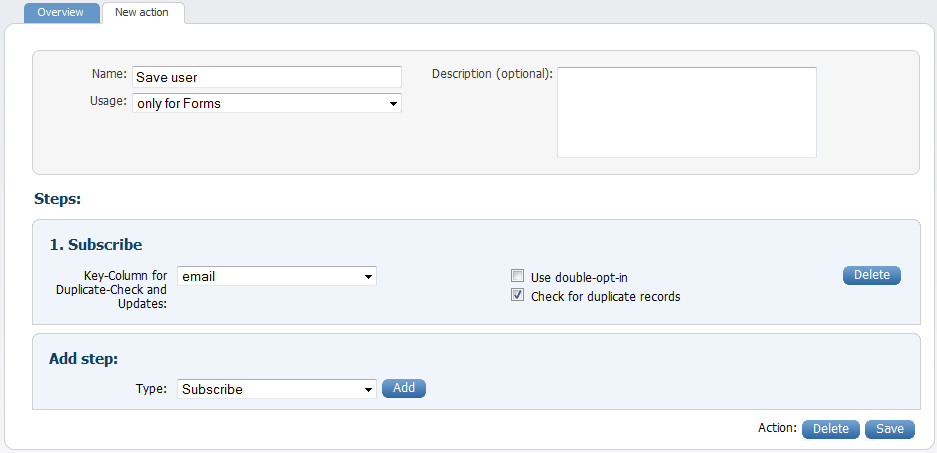 Overview
New action
Name: Save user
Description (optional):
Usage: only for Forms
Steps:
1. Subscribe
Key-Column for
Duplicate-Check and
Updates:
email
Use double-opt-in
Check for duplicate records
Delete
Add step:
Type: Subscribe Add
Action: Delete Save